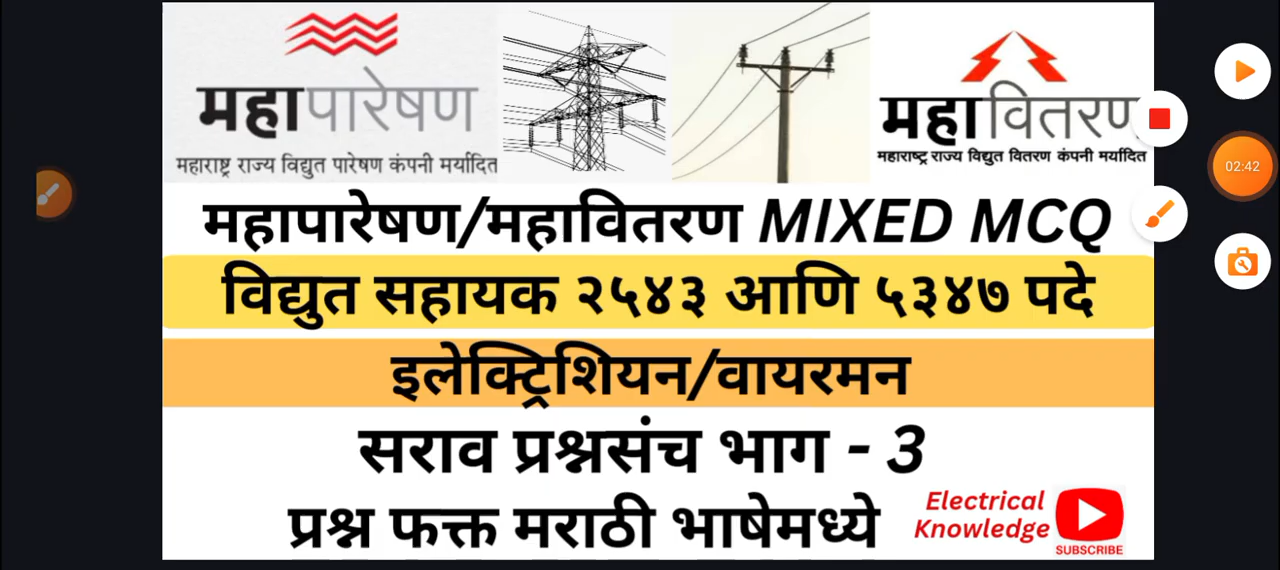 महापारेषण
महाराष्ट्र राज्य विद्युत पारेषण कंपनी मर्यादित
महावितरण
महाराष्ट्र राज्य विद्युत वितरण कंपनी मर्यादित
02:42
महापारेषण/महावितरण MIXED MCQ
विद्युत सहायक २५४३ आणि ५३४७ पदे
इलेक्ट्रिशियन/वायरमन
सराव प्रश्नसंच भाग - 3
प्रश्न फक्त मराठी भाषेमध्ये
Electrical
Knowledge
SUBSCRIBE